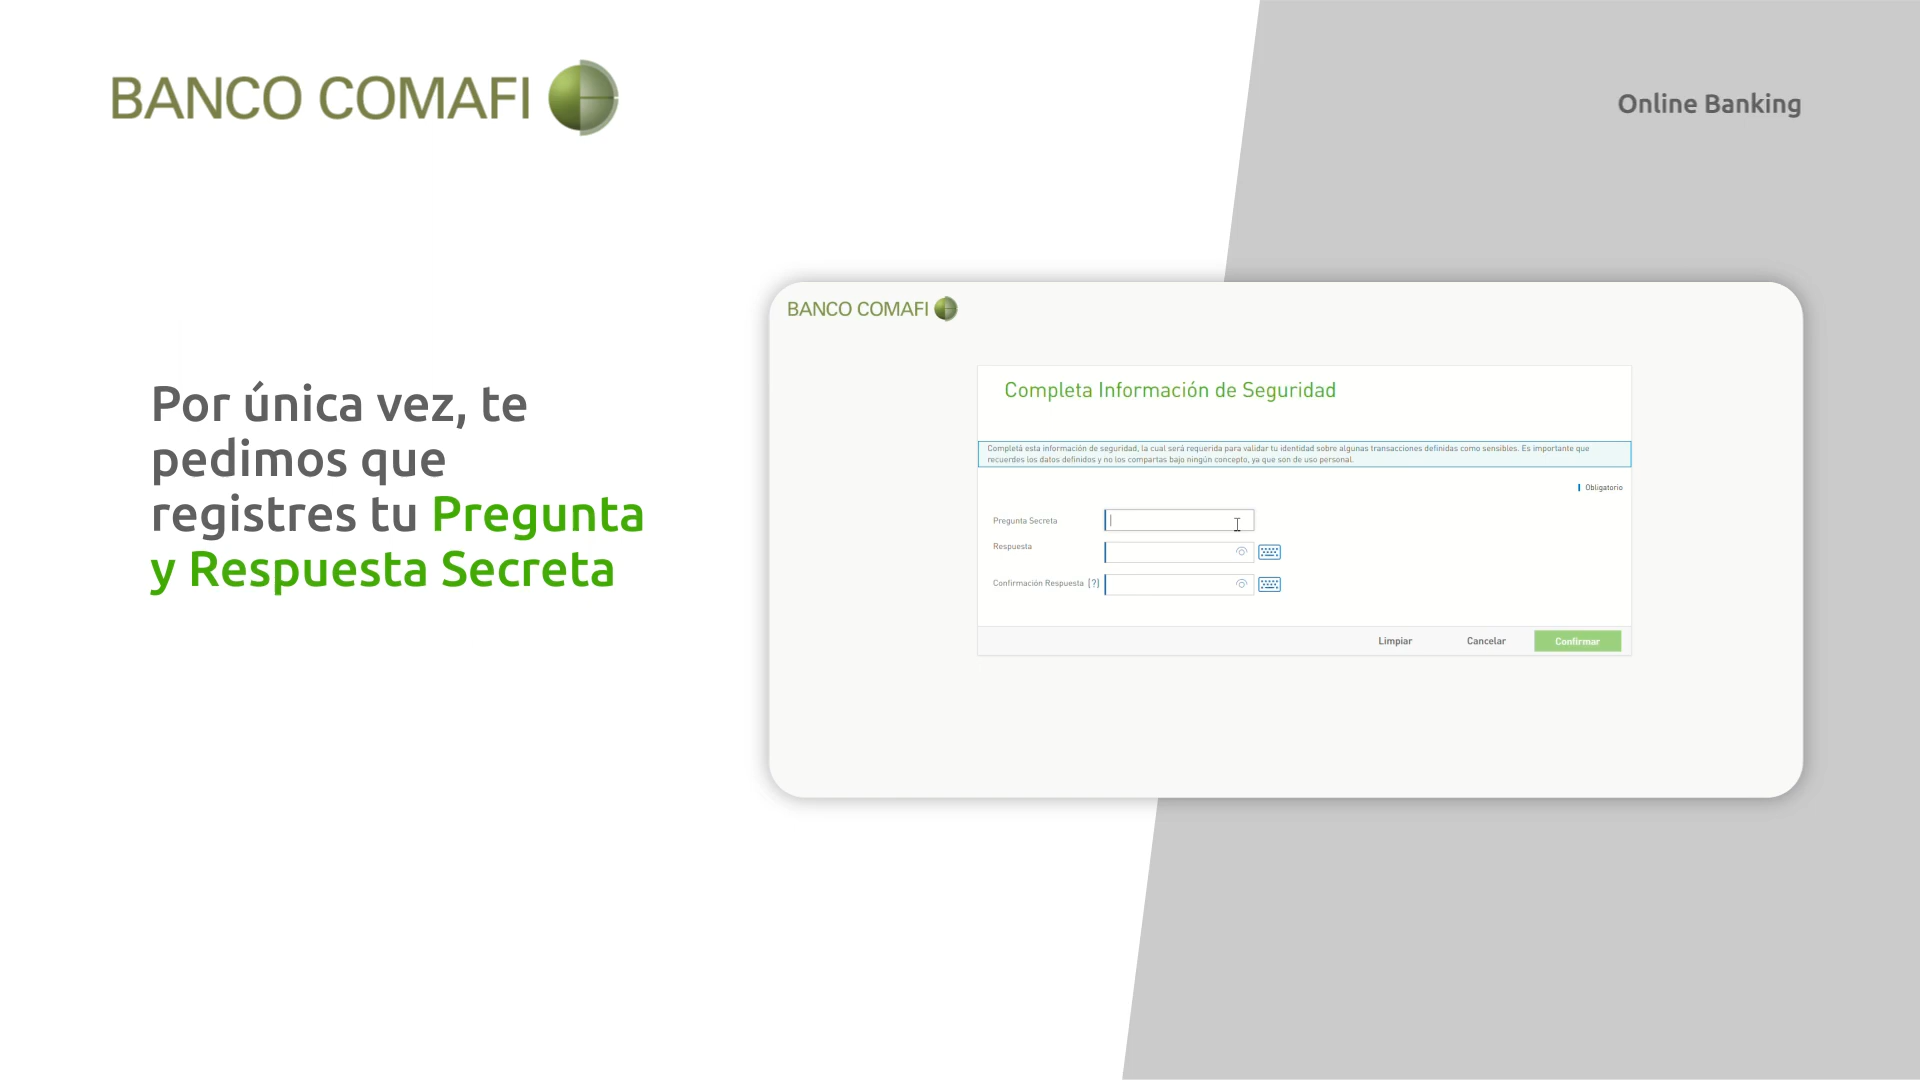 BANCO COMAFI
Online Banking
Por única vez, te
pedimos que
registres tu Pregunta
y Respuesta Secreta
BANCO COMAFI
Completa Información de Seguridad
Completá esta información de seguridad, la cual será requerida para validar tu identidad sobre algunas transacciones definidas como sensibles. Es importante que
recuerdes los datos definidos y no los compartas bajo ningún concepto, ya que son de uso personal.
Obligatorio
Pregunta Secreta
Respuesta
Confirmación Respuesta [?]
Limpiar
Cancelar
Confirmar